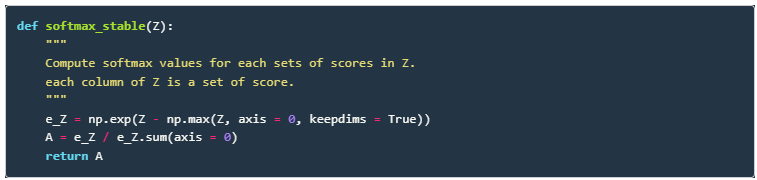 def softmax_stable(Z):
    """
    Compute softmax values for each sets of scores in Z.
    each column of Z is a set of score.
    """
    e_Z = np.exp(Z - np.max(Z, axis = 0, keepdims = True))
    A = e_Z / e_Z.sum(axis = 0)
    return A